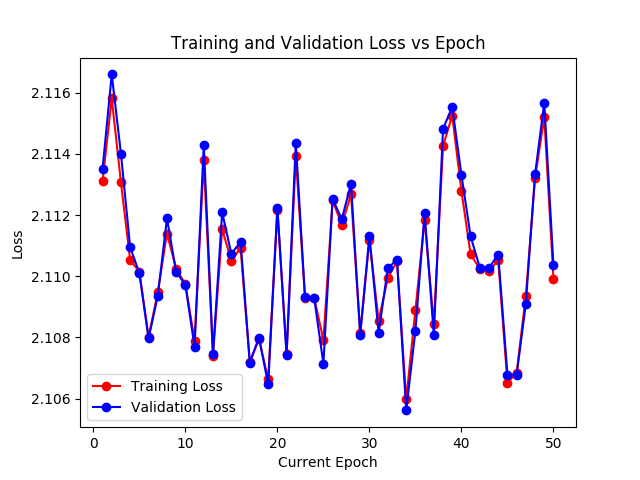 Training and Validation Loss vs Epoch
Loss
2.116
2.114
2.112
2.110
2.108
2.106
Training Loss
Validation Loss
0
10
20
30
40
50
Current Epoch